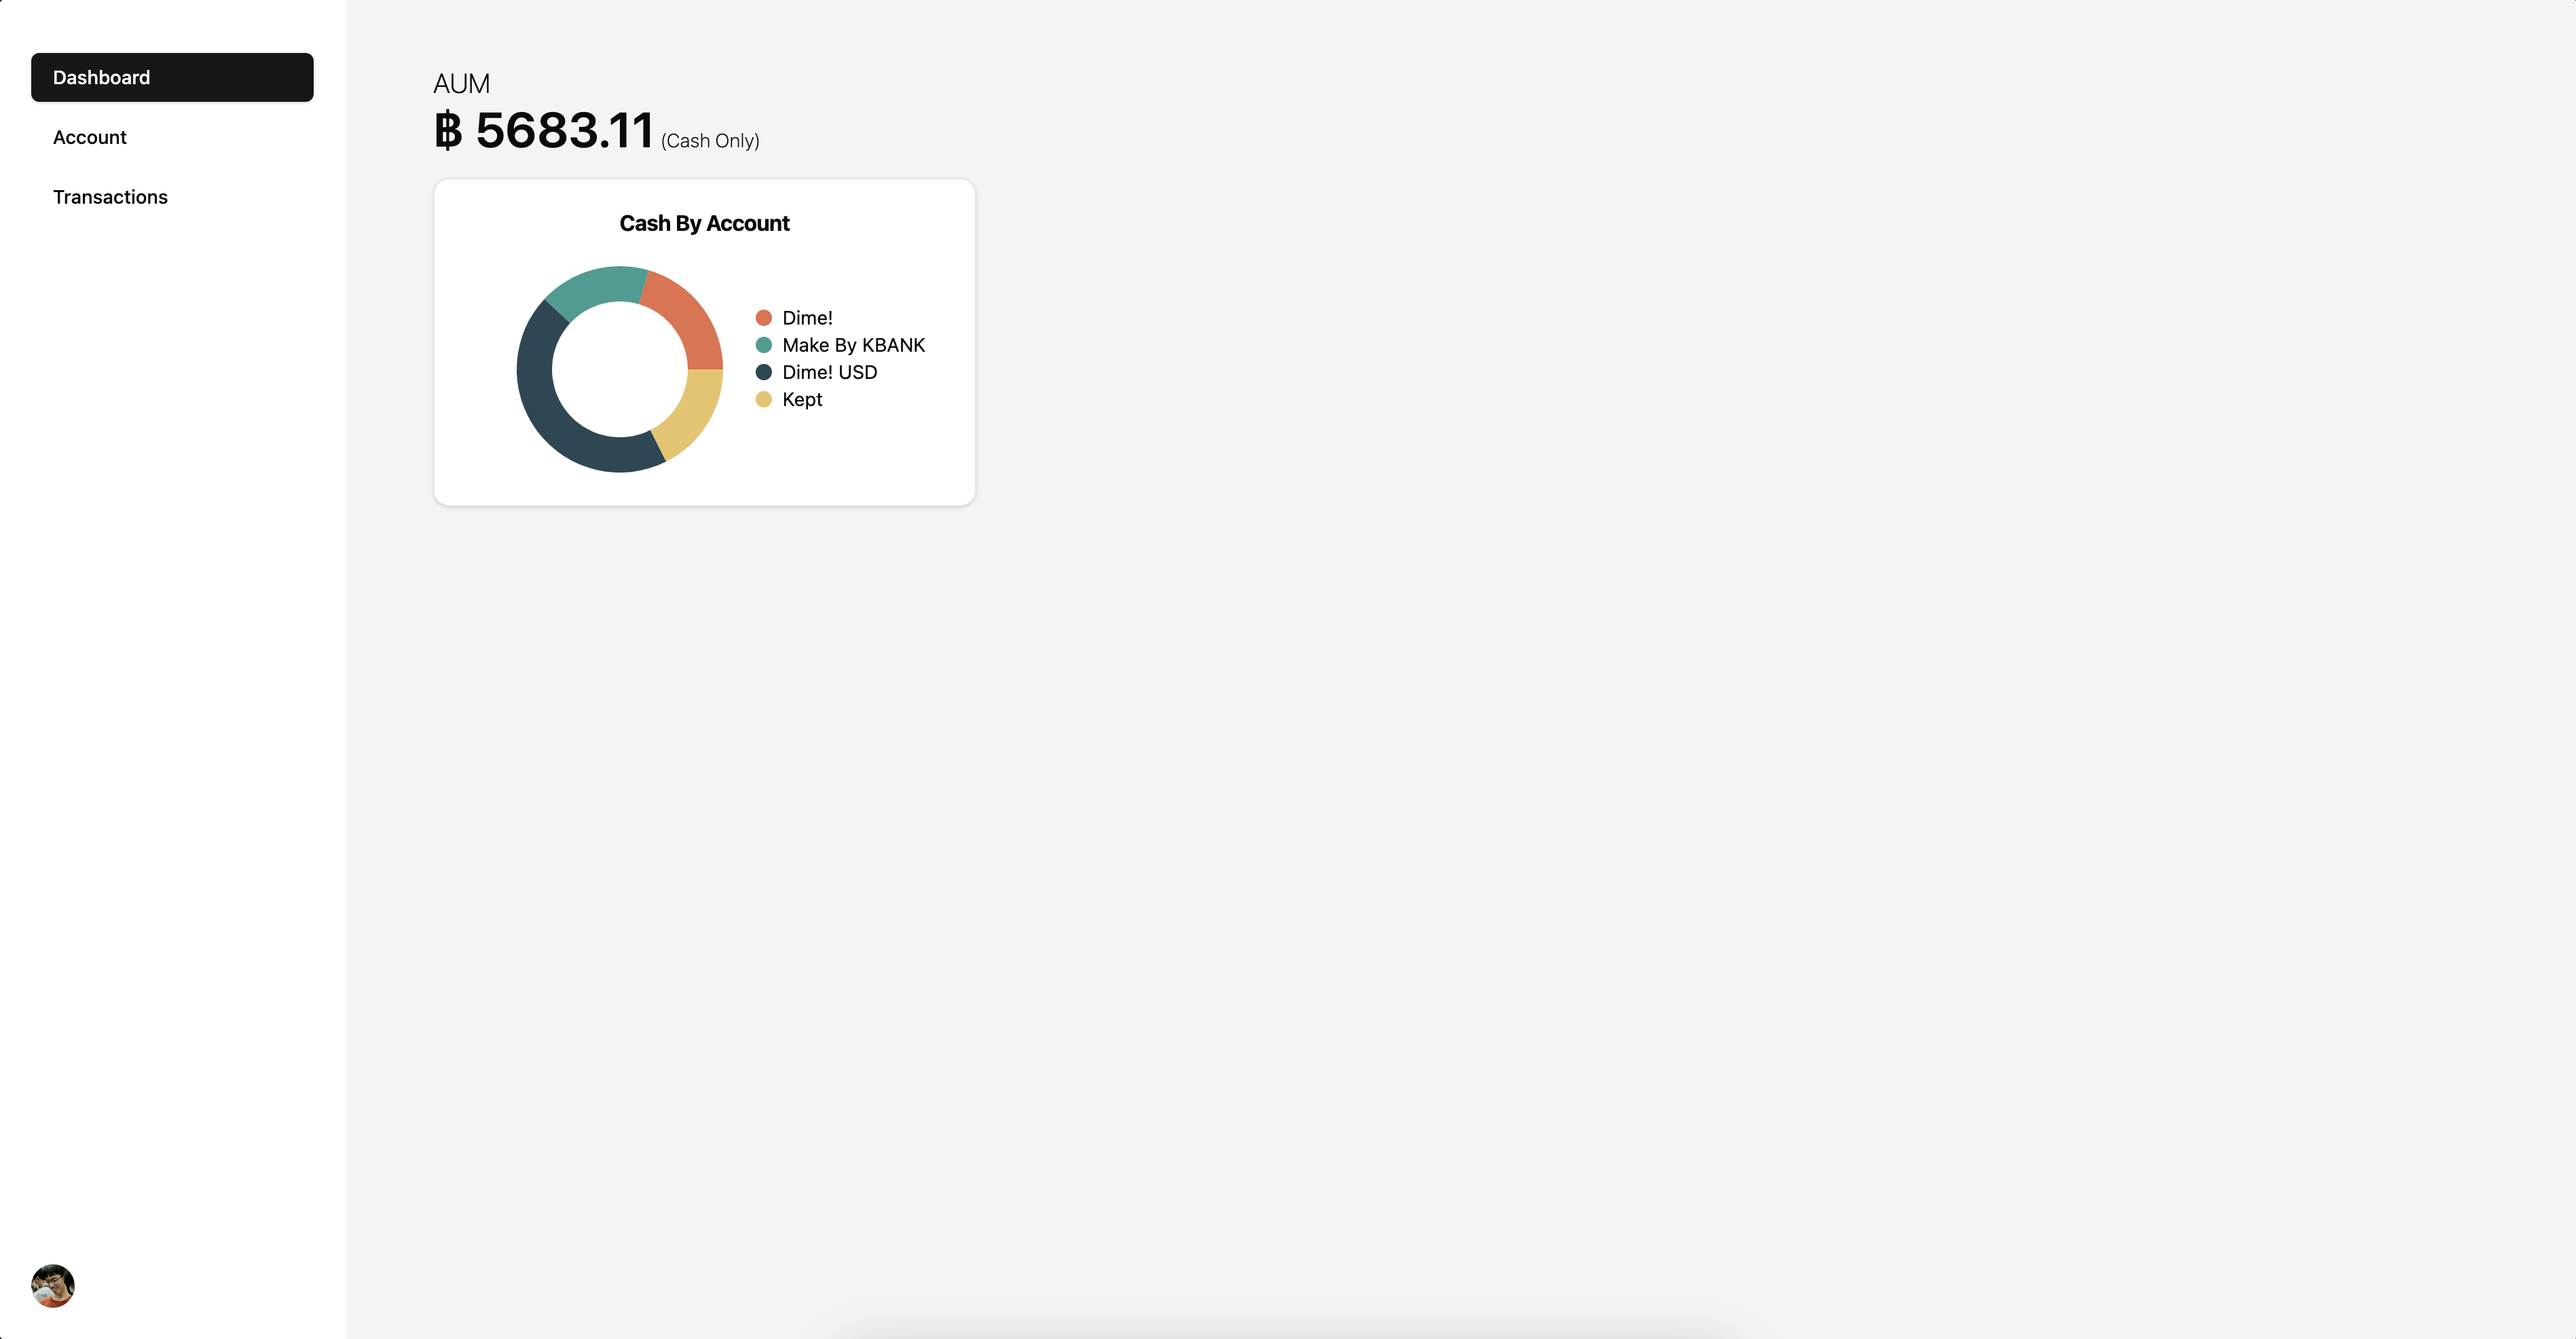 Dashboard
Account
Transactions
AUM
฿ 5683.11 (Cash Only)
Cash By Account
Dime!
Make By KBANK
Dime! USD
Kept